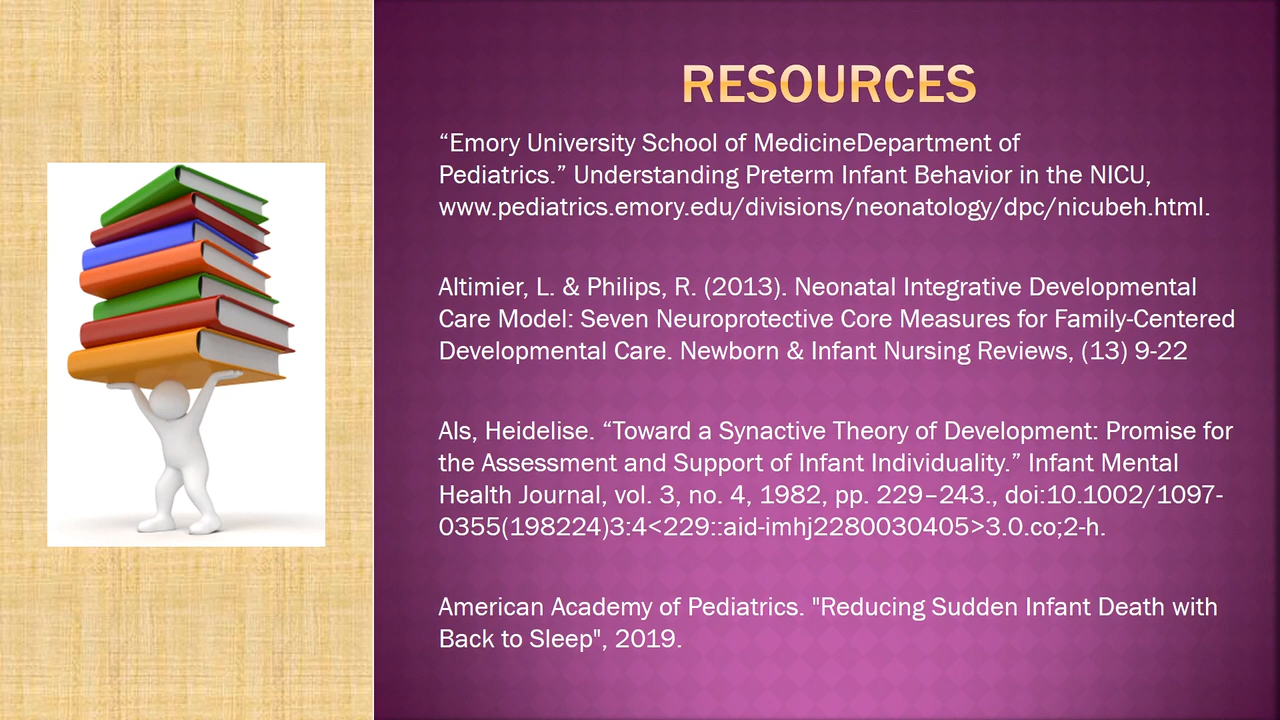 RESOURCES
“Emory University School of MedicineDepartment of
Pediatrics.” Understanding Preterm Infant Behavior in the NICU,
www.pediatrics.emory.edu/divisions/neonatology/dpc/nicubeh.html.
Altimier, L. & Philips, R. (2013). Neonatal Integrative Developmental
Care Model: Seven Neuroprotective Core Measures for Family-Centered
Developmental Care. Newborn & Infant Nursing Reviews, (13) 9-22
Als, Heidelise. “Toward a Synactive Theory of Development: Promise for
the Assessment and Support of Infant Individuality.” Infant Mental
Health Journal, vol. 3, no. 4, 1982, pp. 229–243., doi:10.1002/1097-
0355(198224)3:4<229::aid-imhj2280030405>3.0.co;2-h.
American Academy of Pediatrics. "Reducing Sudden Infant Death with
Back to Sleep", 2019.